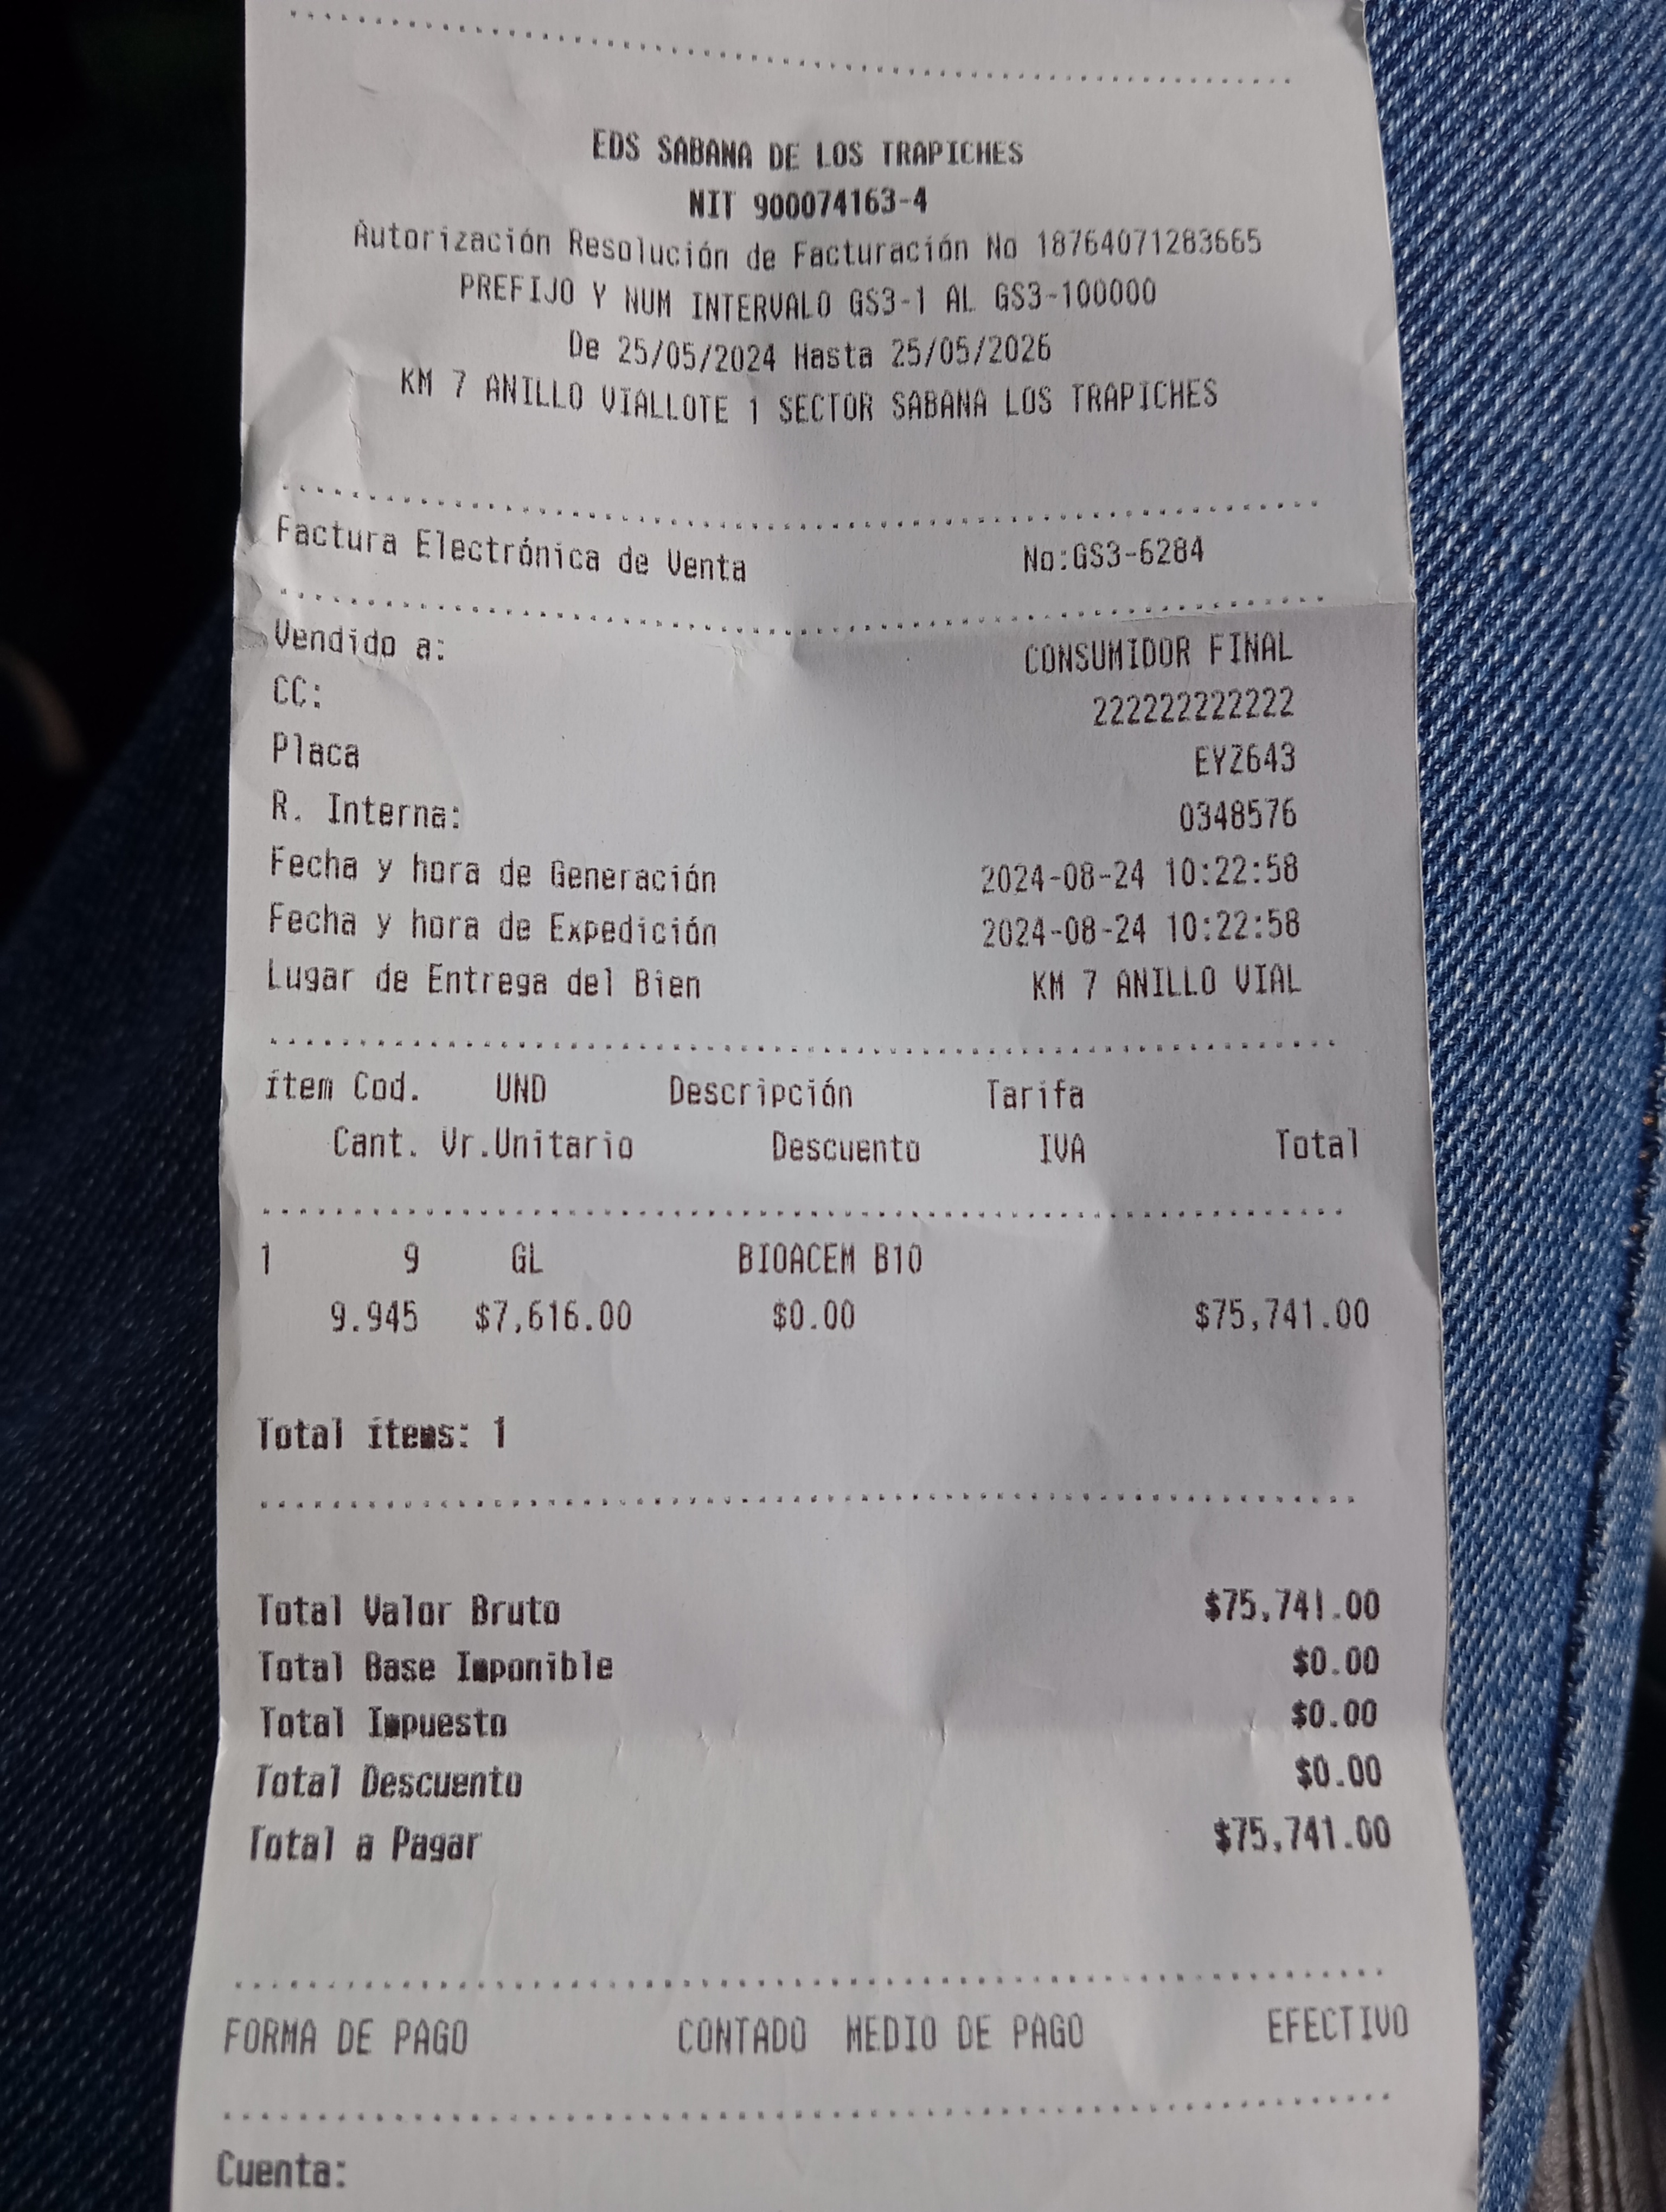 EDS SABANA DE LOS TRAPICHES
NIT 900074163-4
Autorización Resolución de Facturación No 18764071283665
PREFIJO Y NUM INTERVALO GS3-1 AL GS3-100000
De 25/05/2024 Hasta 25/05/2026
KM 7 ANILLO VIALLOTE 1 SECTOR SABANA LOS TRAPICHES
Factura Electrónica de Venta No:GS3-6284
Vendido a: CONSUMIDOR FINAL
CC: 222222222222
Placa EYZ643
R. Interna: 0348576
Fecha y hora de Generación 2024-08-24 10:22:58
Fecha y hora de Expedición 2024-08-24 10:22:58
Lugar de Entrega del Bien KM 7 ANILLO VIAL
ítem Cod. UND Descripción Tarifa
Cant. Vr.Unitario Descuento IVA Total
1 9 GL BIOACEM B10
9.945 $7,616.00 $0.00 $75,741.00
Total ítems: 1
Total Valor Bruto $75,741.00
Total Base Imponible $0.00
Total Impuesto $0.00
Total Descuento $0.00
Total a Pagar $75,741.00
FORMA DE PAGO CONTADO MEDIO DE PAGO EFECTIVO
Cuenta: